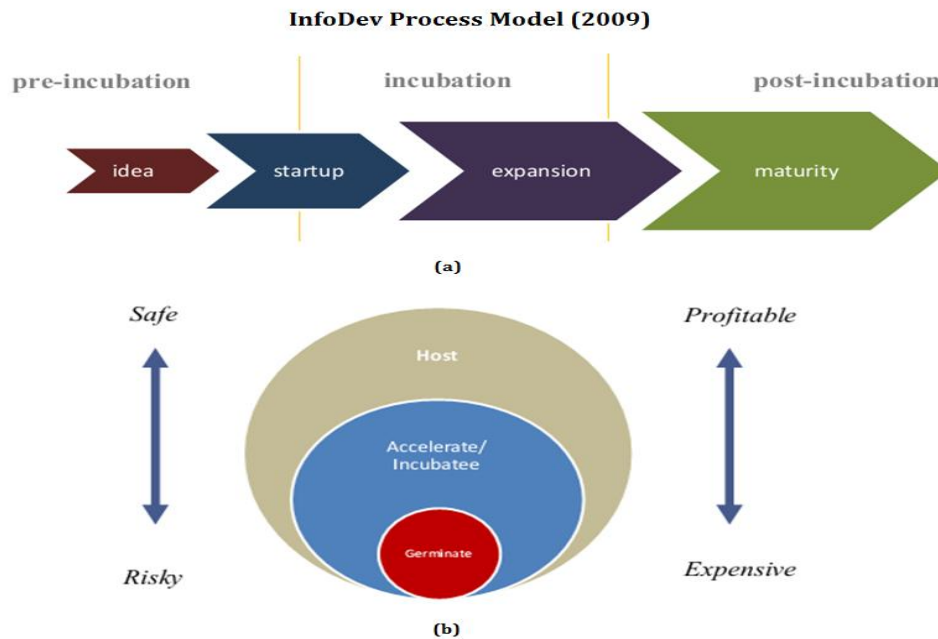 InfoDev Process Model (2009)
pre-incubation incubation post-incubation
idea startup expansion maturity
(a)
Safe Profitable
Host
Accelerate/
Incubatee
Germinate
Risky Expensive
(b)